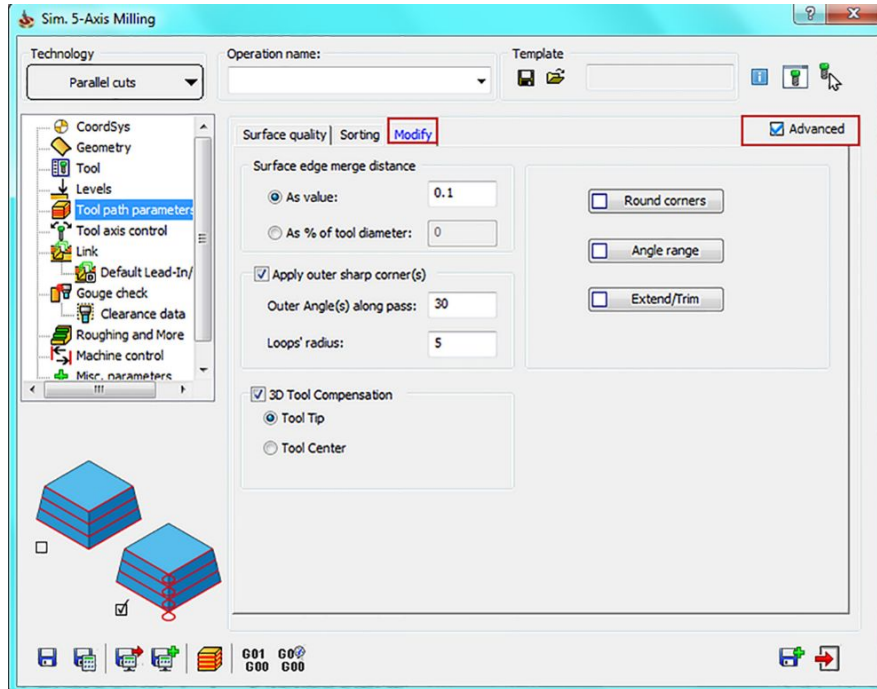 Sim. 5-Axis Milling
Technology
Operation name:
Template
Parallel cuts
CoordSys
Geometry
Tool
Levels
Tool path parameters
Tool axis control
Link
Default Lead-In/
Gouge check
Clearance data
Roughing and More
Machine control
Misc. parameters
Surface quality Sorting Modify
Advanced
Surface edge merge distance
As value: 0.1
As % of tool diameter: 0
Apply outer sharp corner(s)
Outer Angle(s) along pass: 30
Loops' radius: 5
3D Tool Compensation
Tool Tip
Tool Center
Round corners
Angle range
Extend/Trim
G01 G0
G00 G00